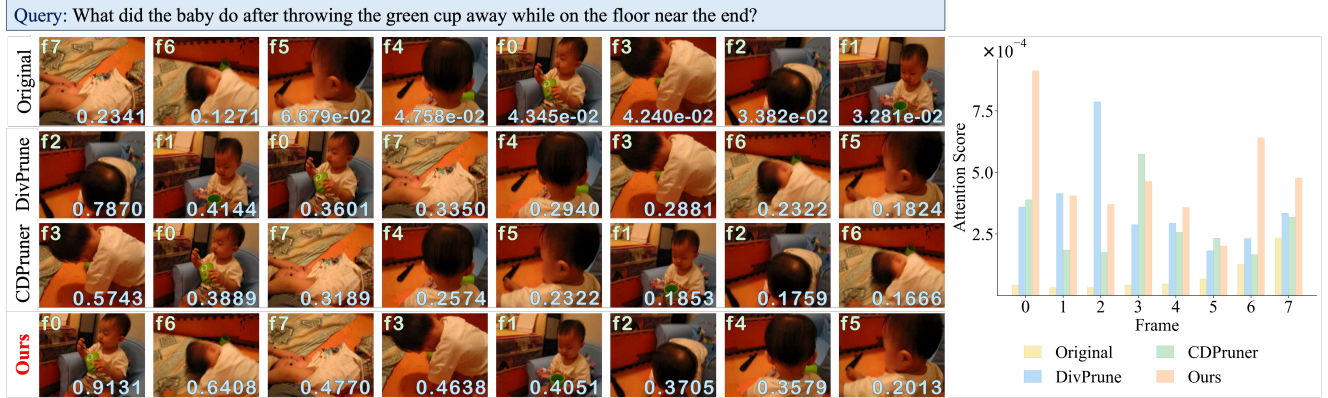 Query: What did the baby do after throwing the green cup away while on the floor near the end?
Original
f7 f6 f5 f4 f0 f3 f2 f1
0.2341 0.1271 6.679e-02 4.758e-02 4.345e-02 4.240e-02 3.382e-02 3.281e-02
DivPrune
f2 f1 f0 f7 f4 f3 f6 f5
0.7870 0.4144 0.3601 0.3350 0.2940 0.2881 0.2322 0.1824
CDPruner
f3 f0 f7 f4 f5 f1 f2 f6
0.5743 0.3889 0.3189 0.2574 0.2322 0.1853 0.1759 0.1666
Ours
f0 f6 f7 f3 f1 f2 f4 f5
0.9131 0.6408 0.4770 0.4638 0.4051 0.3705 0.3579 0.2013
×10⁻⁴
Attention Score
7.5
5.0
2.5
0 1 2 3 4 5 6 7
Frame
Original CDPruner
DivPrune Ours